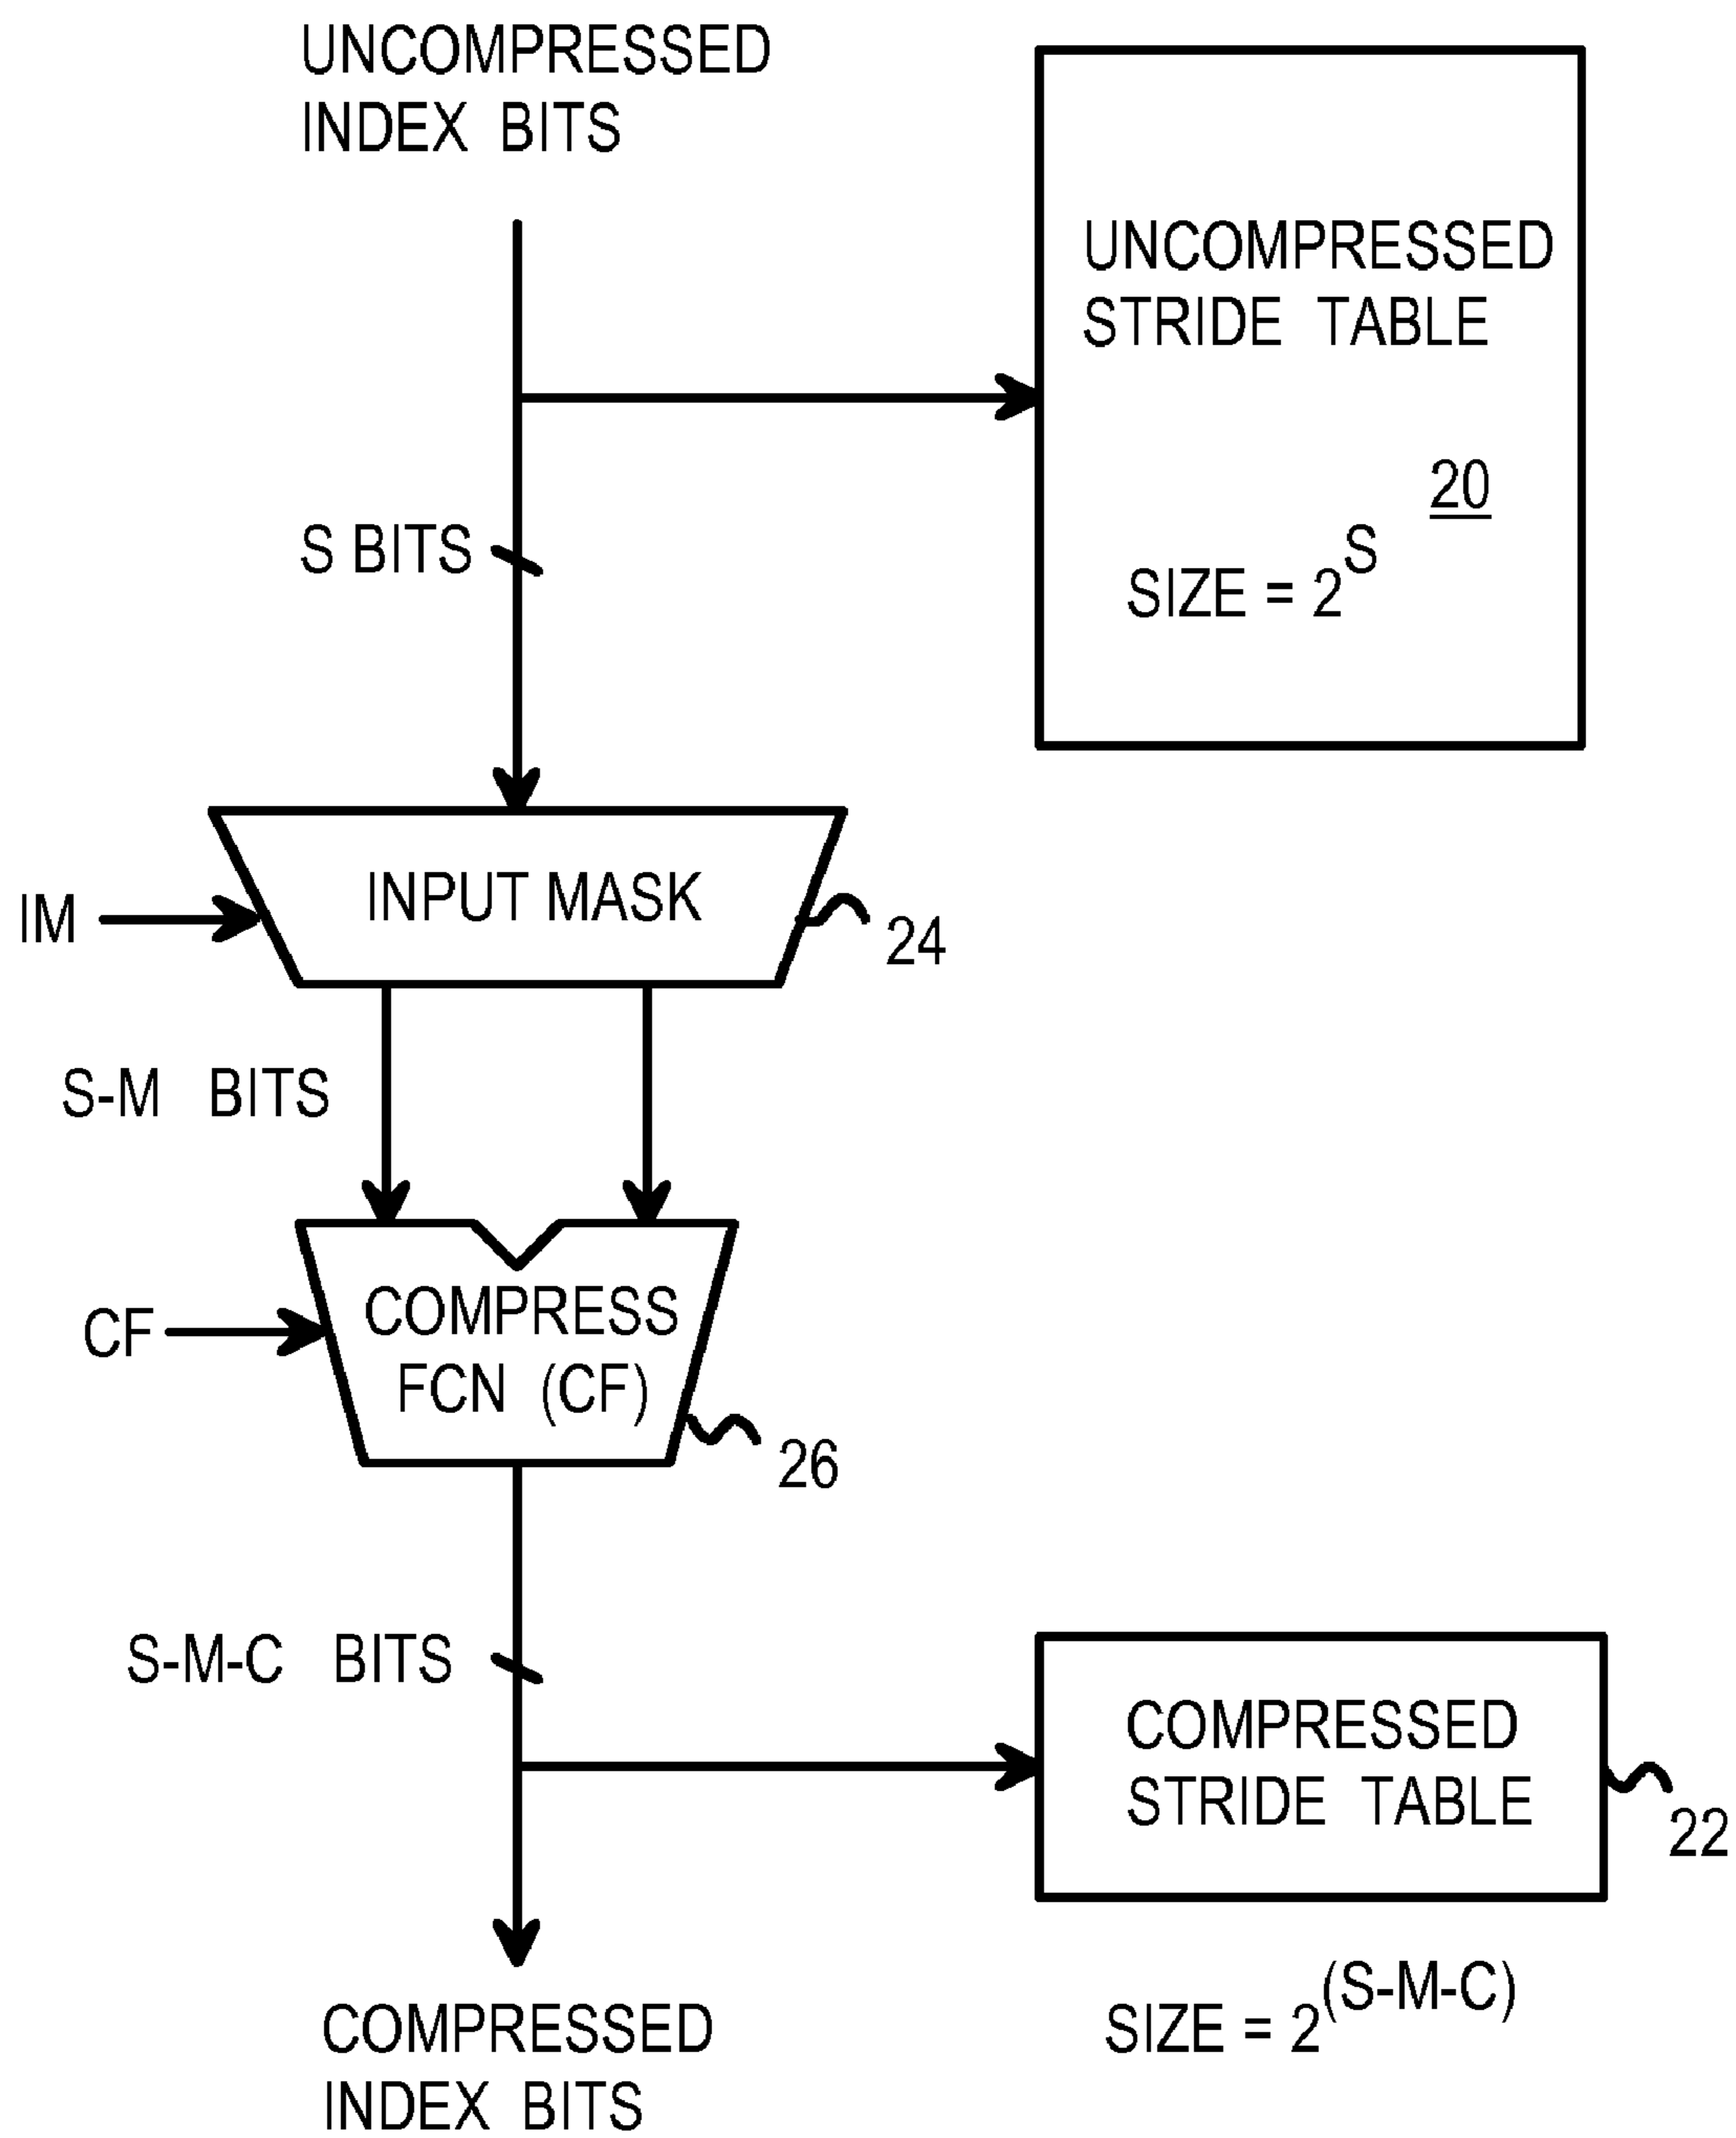 UNCOMPRESSED
INDEX BITS
UNCOMPRESSED
STRIDE TABLE
20
S BITS
SIZE = 2^S
INPUT MASK
IM
24
S-M BITS
COMPRESS
CF
FCN (CF)
26
S-M-C BITS
COMPRESSED
STRIDE TABLE
22
SIZE = 2^(S-M-C)
COMPRESSED
INDEX BITS